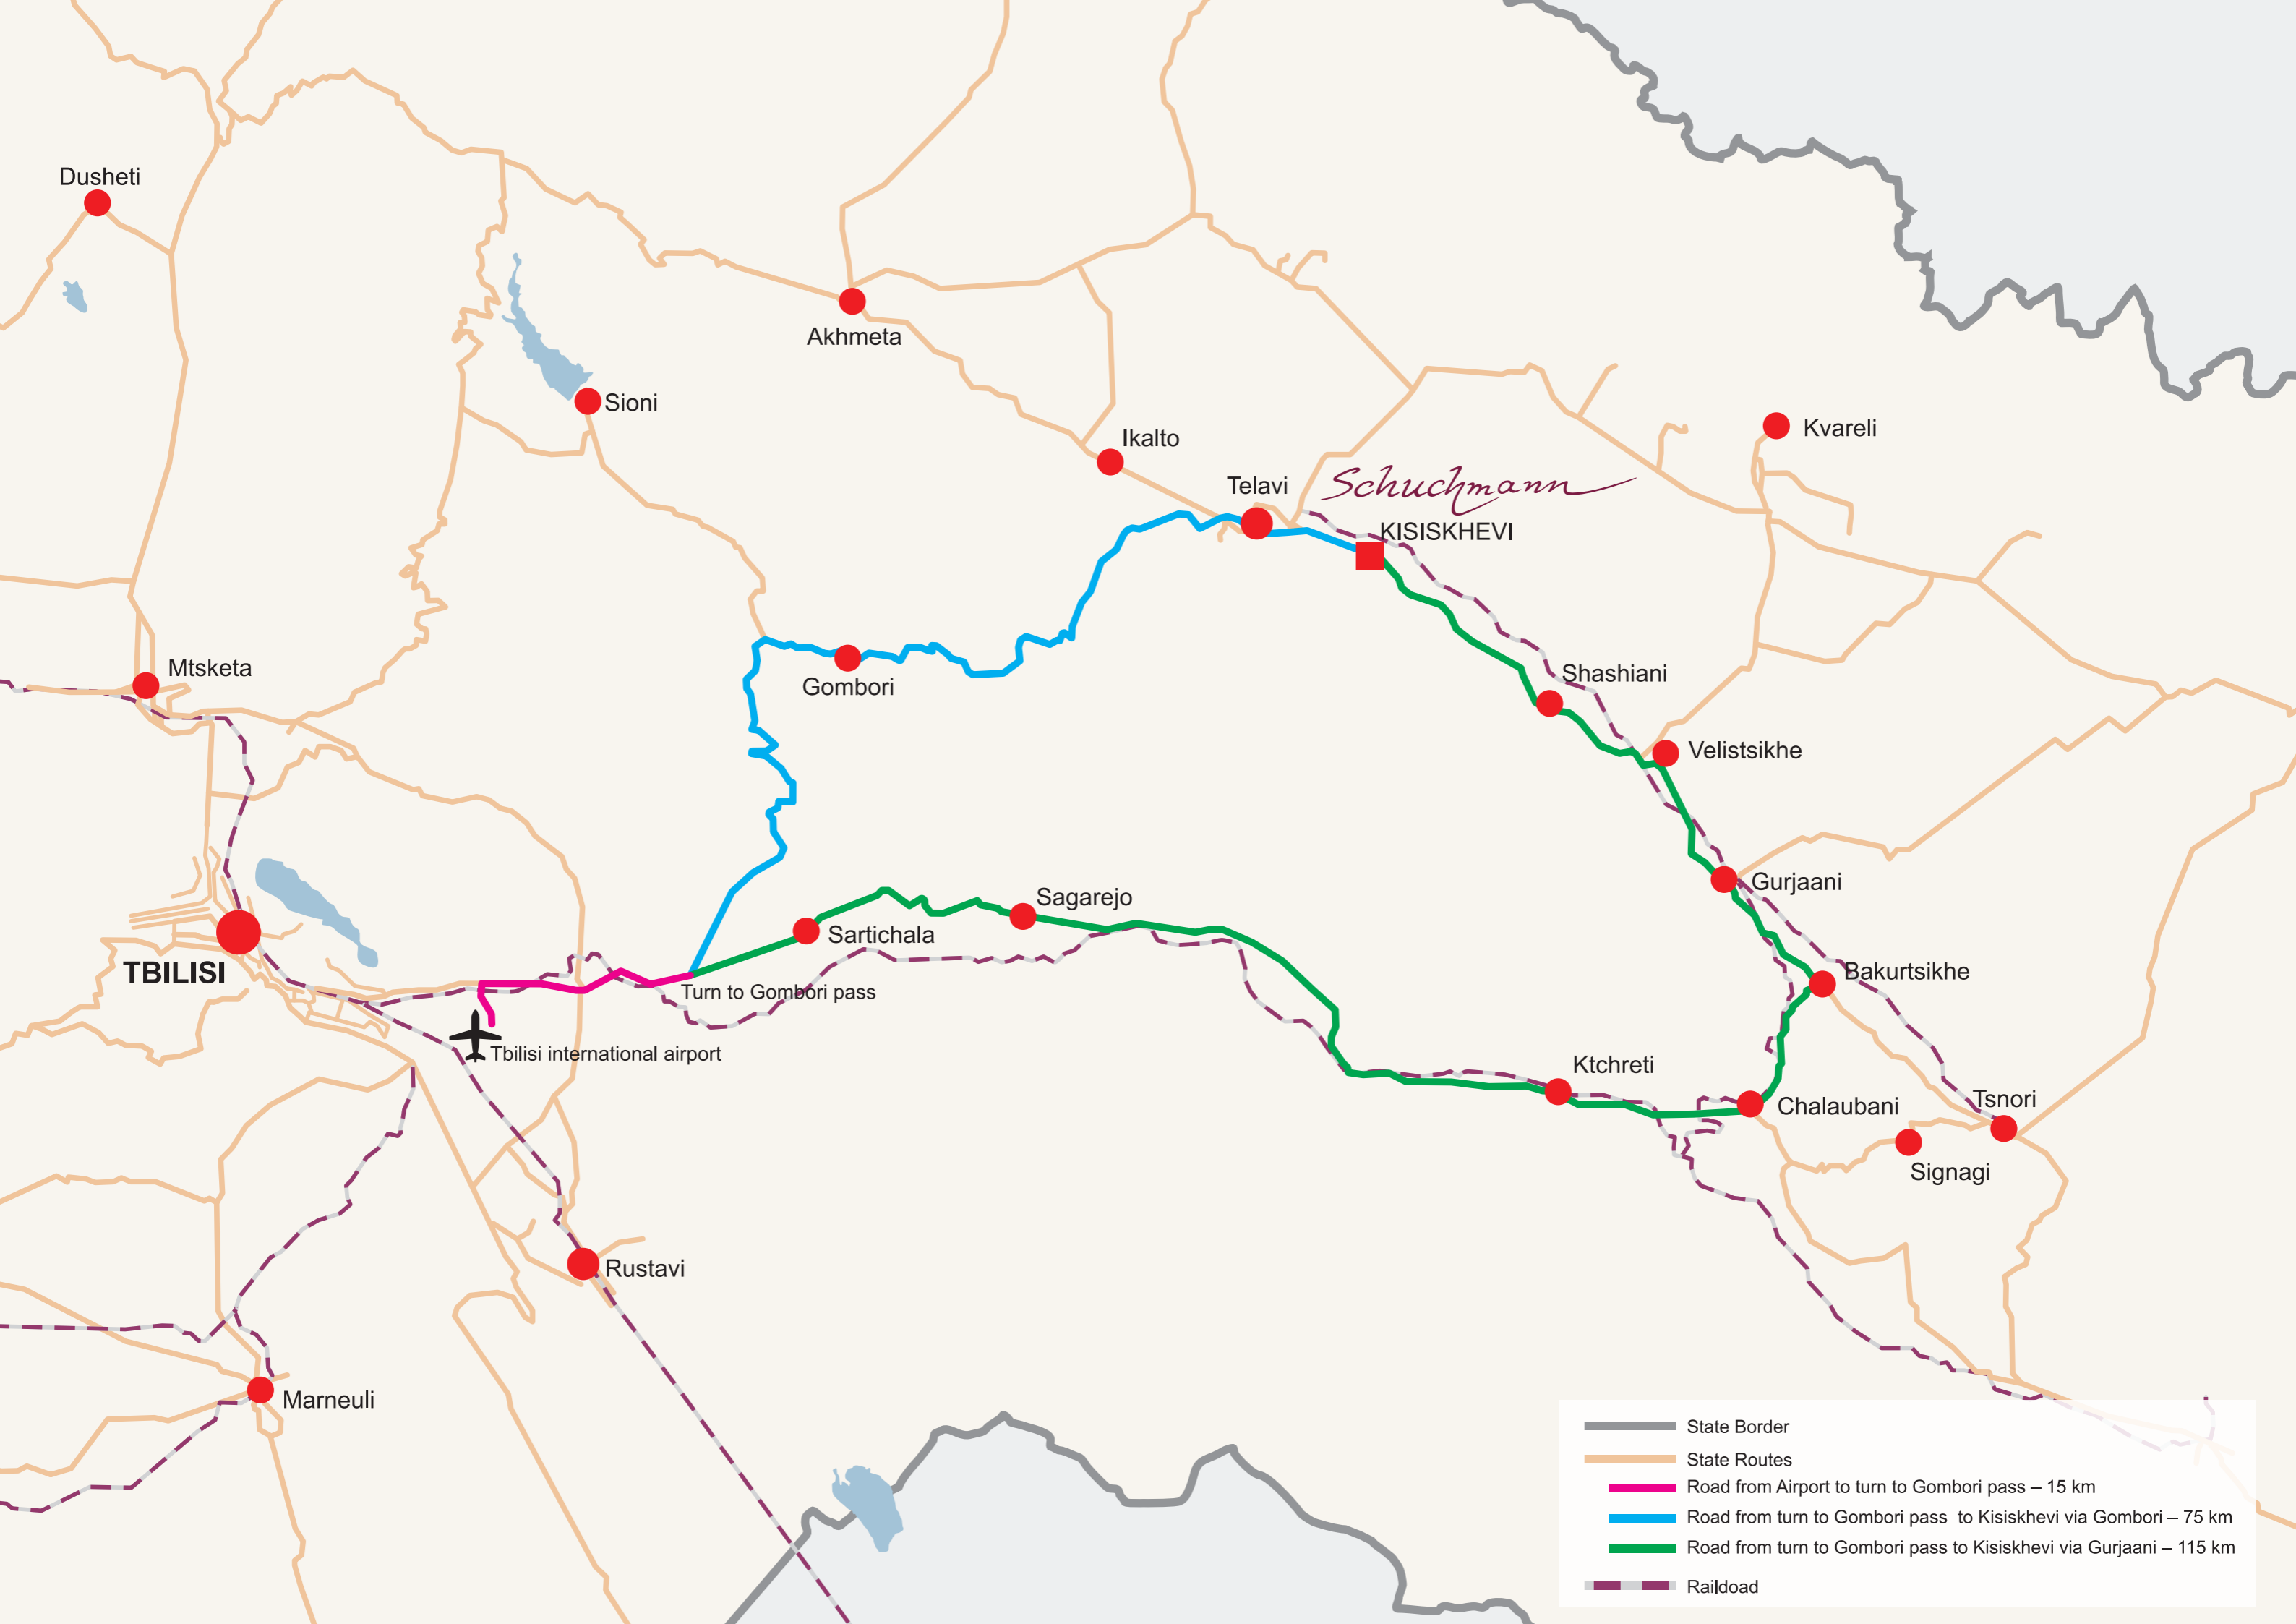 Dusheti
Akhmeta
Sioni
Ikalto
Kvareli
Telavi
Schuchmann
KISISKHEVI
Mtsketa
Gombori
Shashiani
Velistsikhe
Gurjaani
Sagarejo
Sartichala
TBILISI
Bakurtsikhe
Turn to Gombori pass
Tbilisi international airport
Ktchreti
Chalaubani
Tsnori
Signagi
Rustavi
Marneuli
State Border
State Routes
Road from Airport to turn to Gombori pass – 15 km
Road from turn to Gombori pass  to Kisiskhevi via Gombori – 75 km
Road from turn to Gombori pass to Kisiskhevi via Gurjaani – 115 km
Raildoad